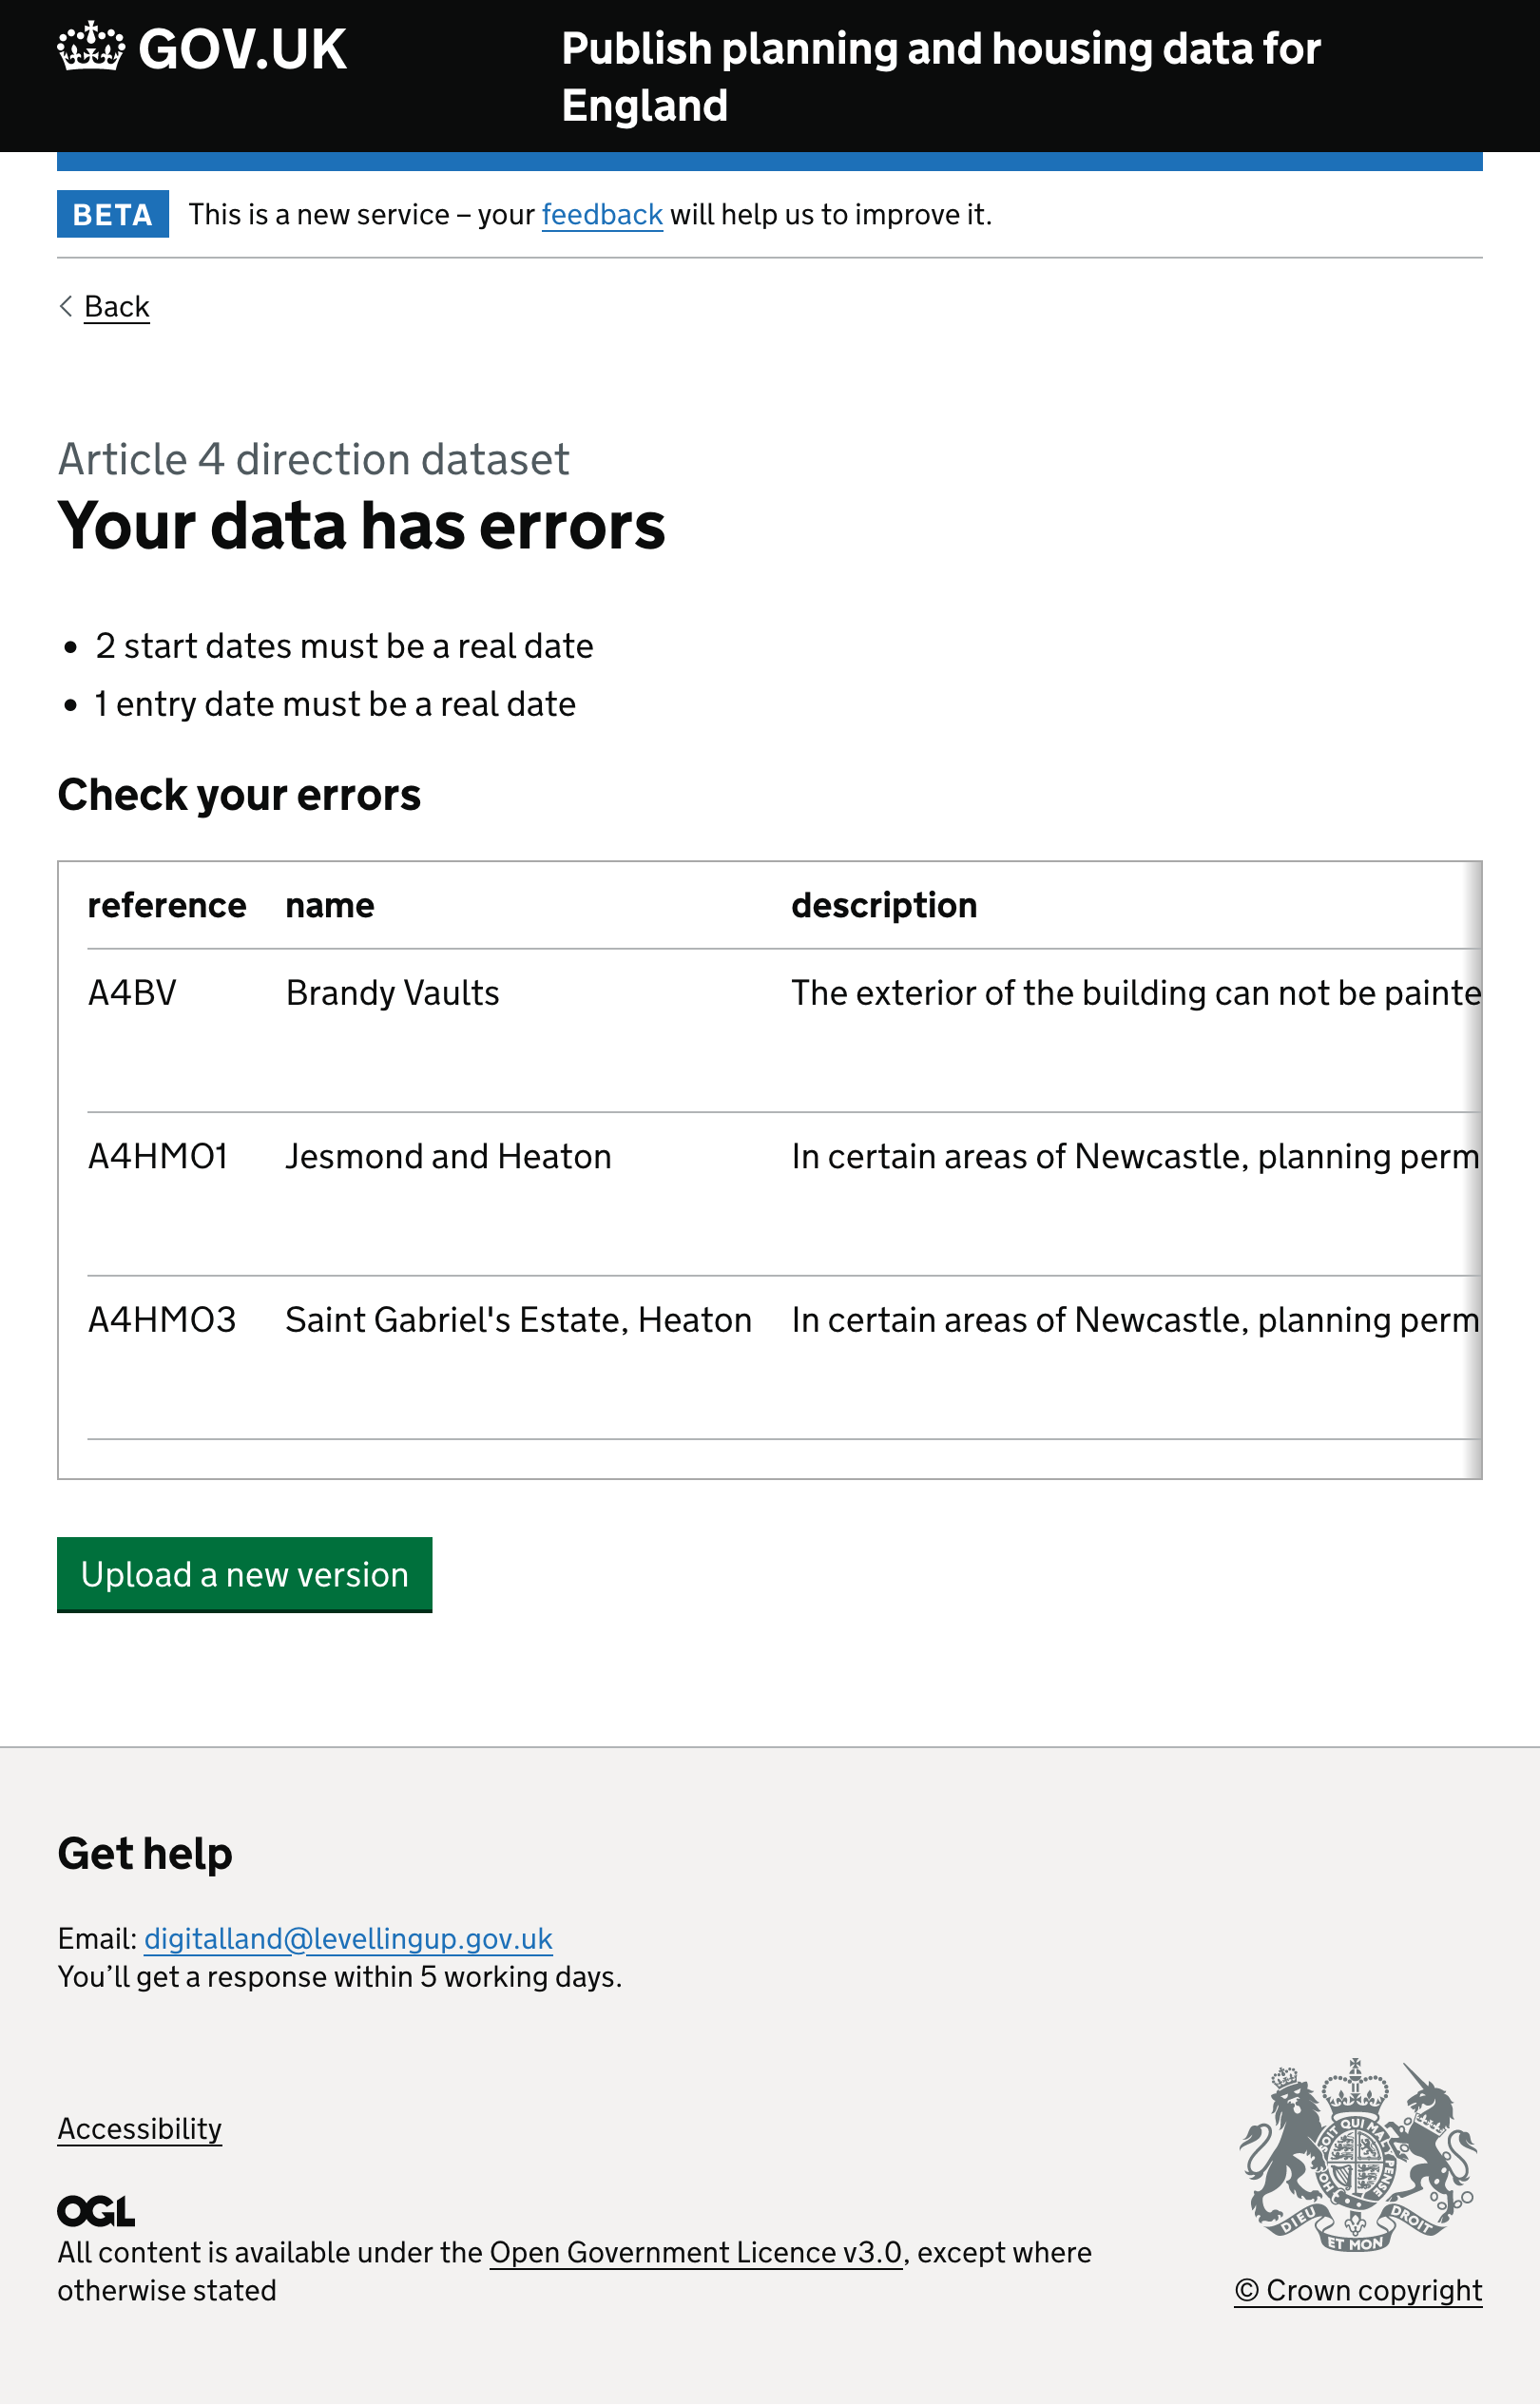 GOV.UK
Publish planning and housing data for
England
BETA This is a new service – your feedback will help us to improve it.
Back
Article 4 direction dataset
Your data has errors
• 2 start dates must be a real date
• 1 entry date must be a real date
Check your errors
reference name description
A4BV Brandy Vaults The exterior of the building can not be painte
A4HMO1 Jesmond and Heaton In certain areas of Newcastle, planning perm
A4HMO3 Saint Gabriel's Estate, Heaton In certain areas of Newcastle, planning perm
Upload a new version
Get help
Email: digitalland@levellingup.gov.uk
You’ll get a response within 5 working days.
Accessibility
OGL
All content is available under the Open Government Licence v3.0, except where
otherwise stated
SOIT QUI MAL Y PENSE
HON
DIEU ET MON DROIT
© Crown copyright